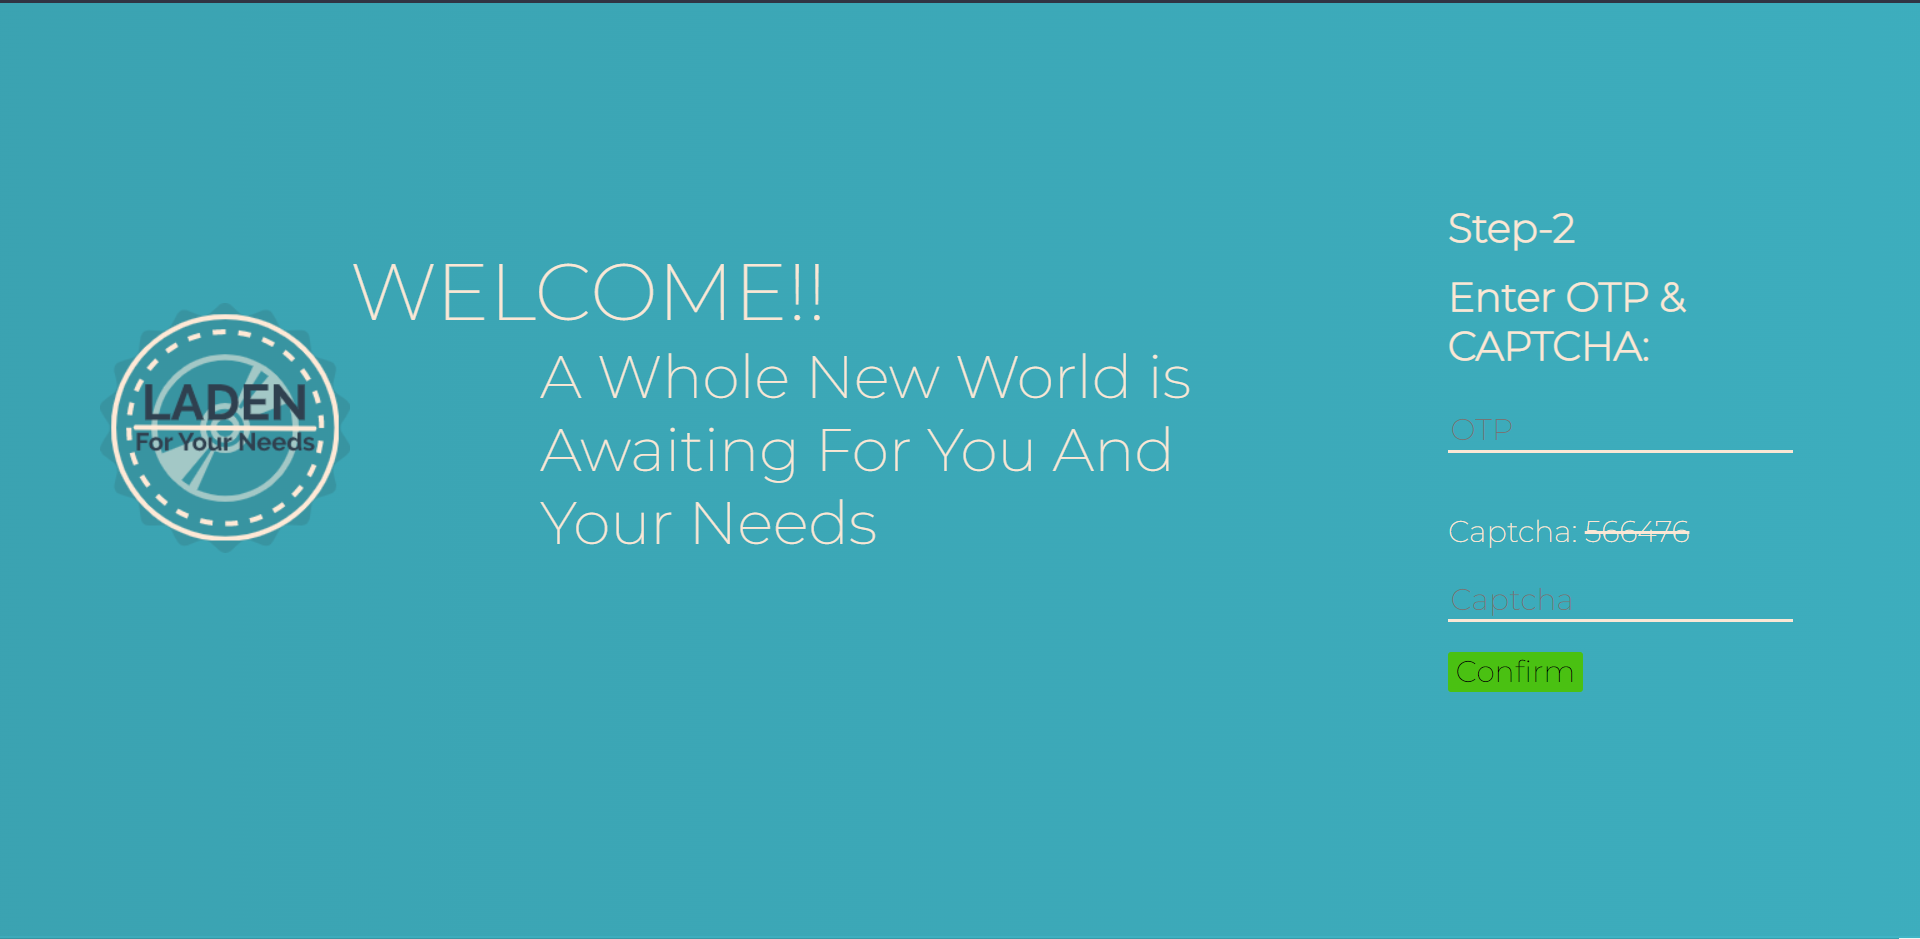 LADEN
For Your Needs
WELCOME!!
A Whole New World is
Awaiting For You And
Your Needs
Step-2
Enter OTP &
CAPTCHA:
OTP
Captcha: 566476
Captcha
Confirm